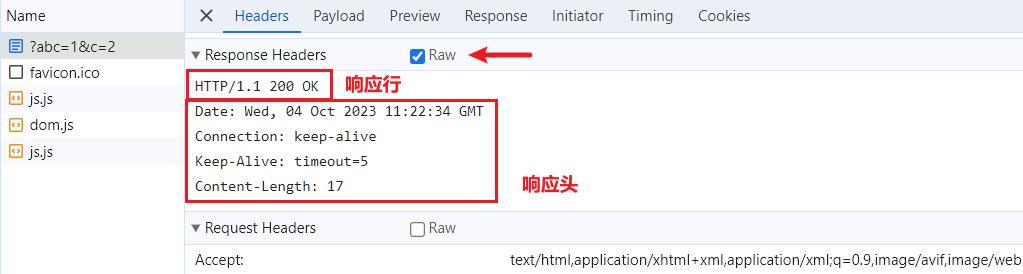 Name
Headers Payload Preview Response Initiator Timing Cookies
?abc=1&c=2
Response Headers Raw
favicon.ico
HTTP/1.1 200 OK 响应行
js.js
Date: Wed, 04 Oct 2023 11:22:34 GMT
dom.js
Connection: keep-alive
js.js
Keep-Alive: timeout=5
Content-Length: 17 响应头
Request Headers Raw
Accept: text/html,application/xhtml+xml,application/xml;q=0.9,image/avif,image/web